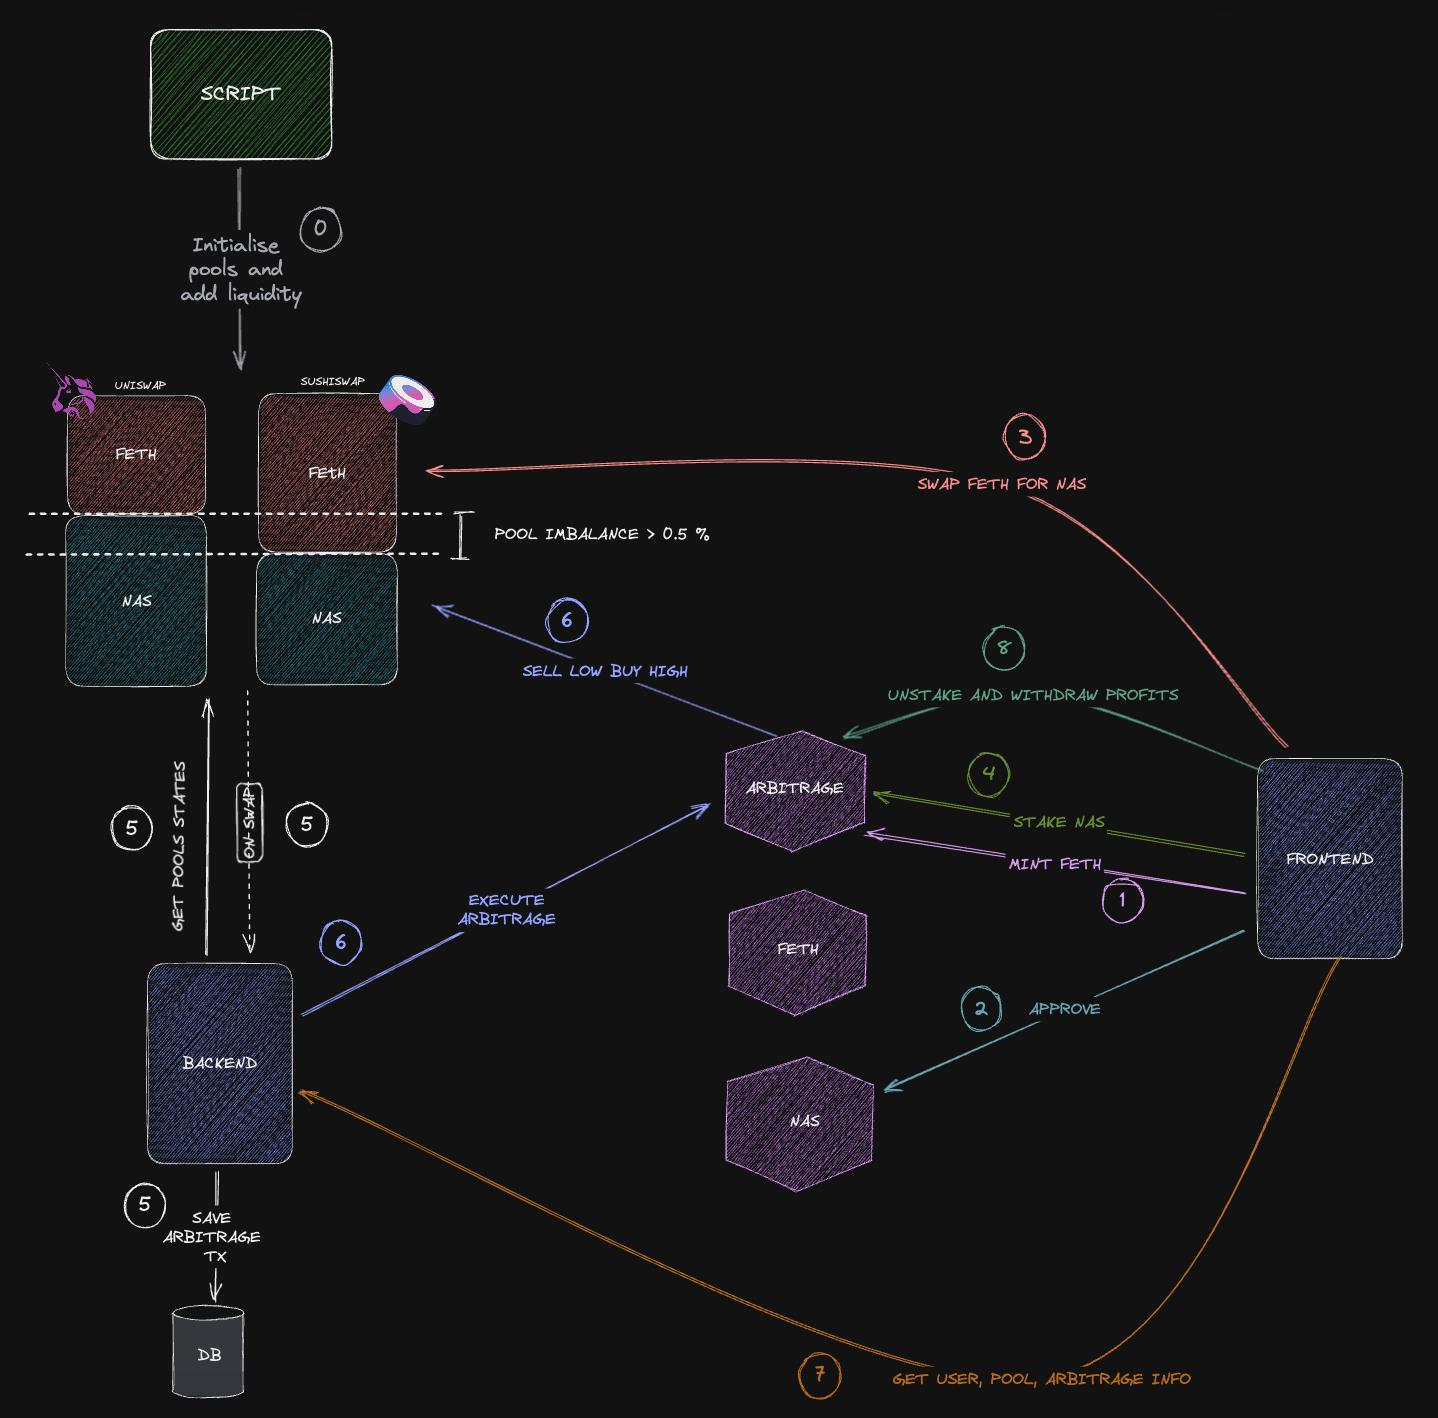 SCRIPT
0
Initialise
pools and
add liquidity
UNISWAP
SUSHISWAP
FETH
FEtH
3
SWAP FETH FOR NAS
POOL IMBALANCE > 0.5 %
NAS
NAS
6
SELL LOW BUY HIGH
8
UNSTAKE AND WITHDRAW PROFITS
ARBITRAGE
4
STAKE NAS
MINT FETH
1
FRONTEND
GET POOLS STATES
5
ON SWAP
5
EXECUTE
ARBITRAGE
6
FETH
2
APPROVE
BACKEND
NAS
5
SAVE
ARBITRAGE
TX
DB
7
GET USER, POOL, ARBITRAGE INFO